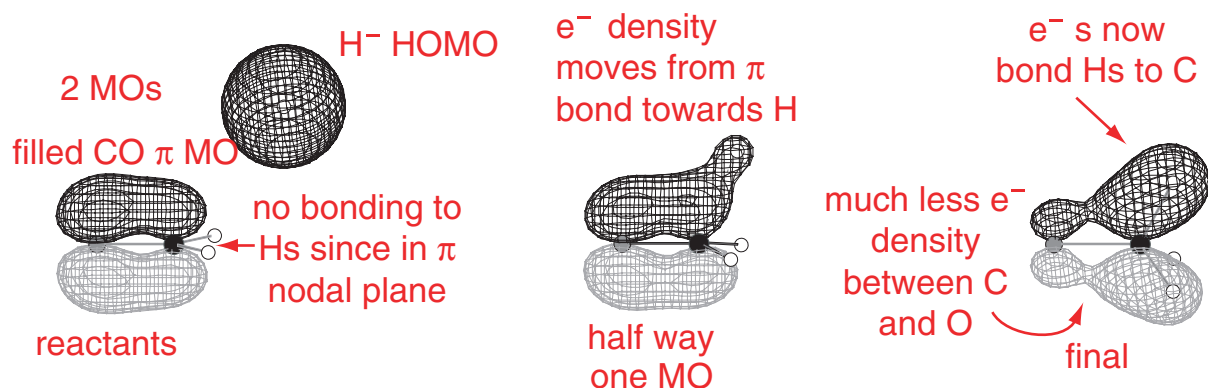 2 MOs
H⁻ HOMO
filled CO π MO
no bonding to
Hs since in π
nodal plane
reactants
e⁻ density
moves from π
bond towards H
half way
one MO
e⁻ s now
bond Hs to C
much less e⁻
density
between C
and O
final